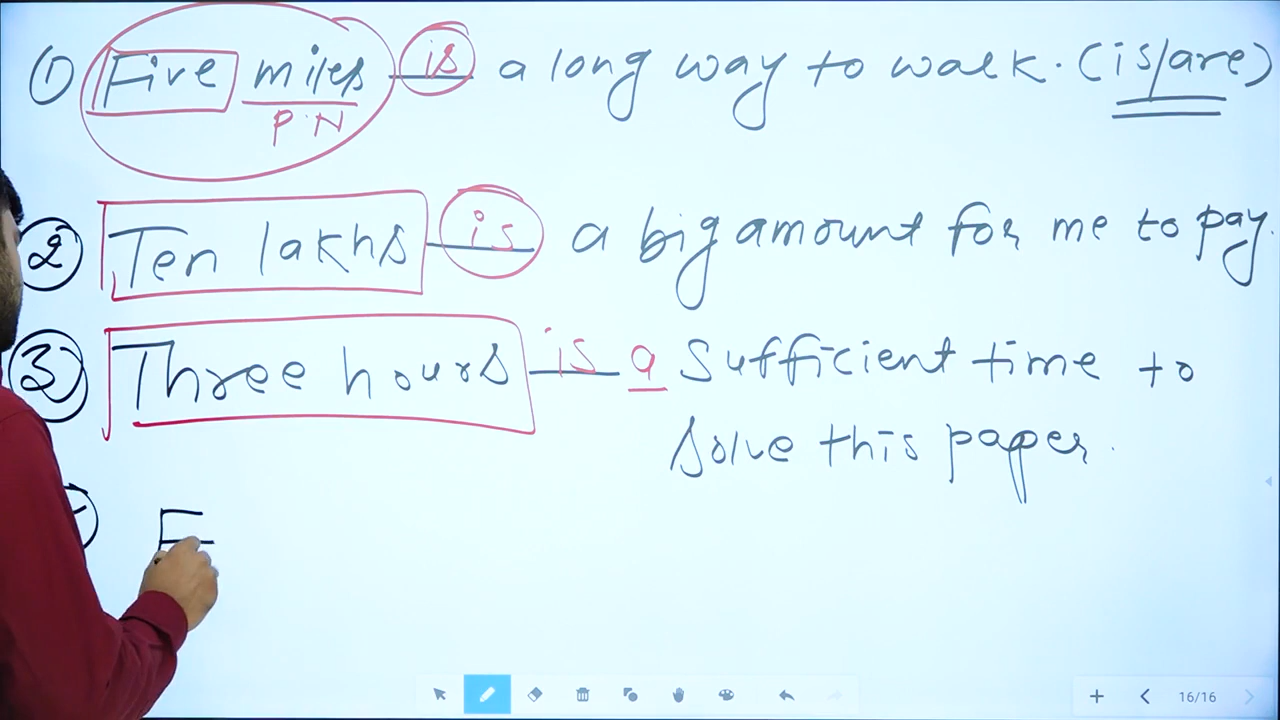 ① Five miles is a long way to walk. (is/are)
P.N
② Ten lakhs is a big amount for me to pay.
③ Three hours is a Sufficient time to
solve this paper.
F
16/16